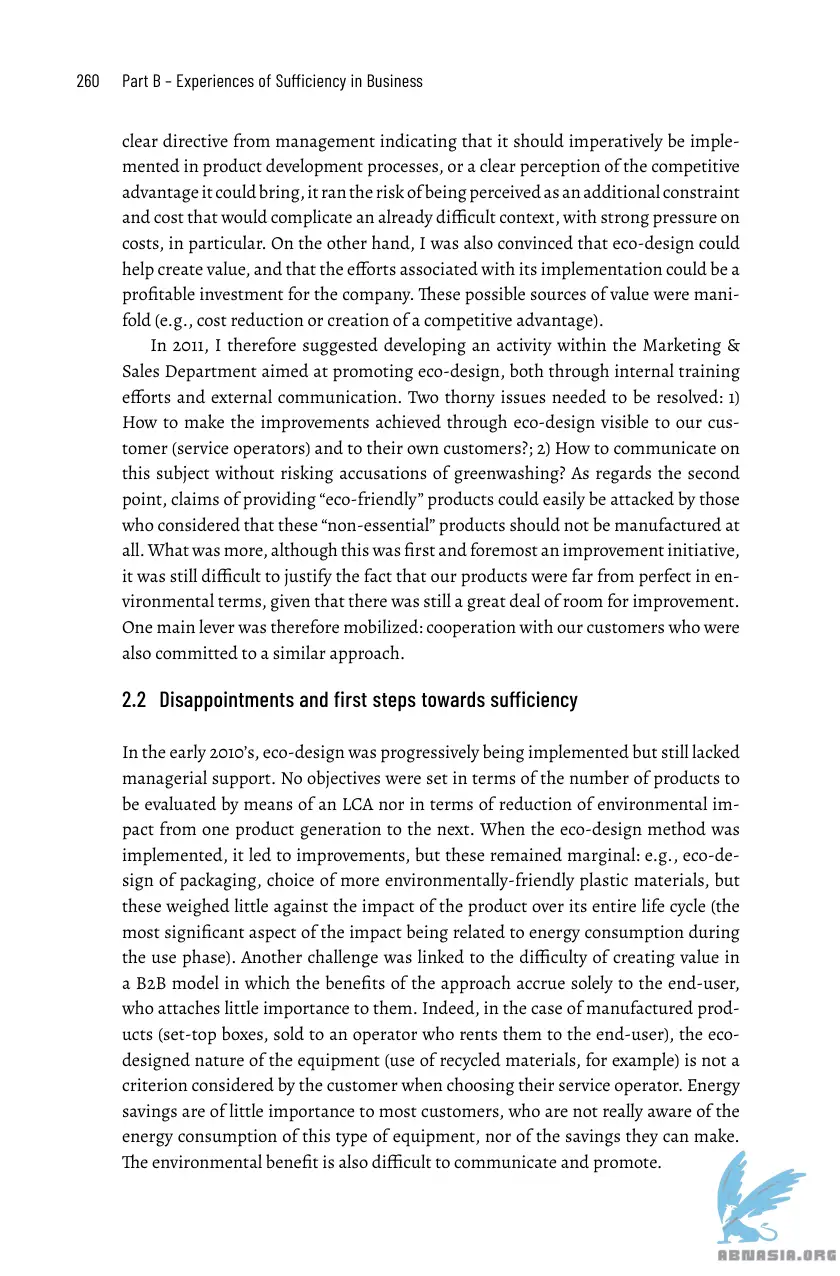 260 Part B – Experiences of Sufficiency in Business
clear directive from management indicating that it should imperatively be imple-
mented in product development processes, or a clear perception of the competitive
advantage it could bring, it ran the risk of being perceived as an additional constraint
and cost that would complicate an already difficult context, with strong pressure on
costs, in particular. On the other hand, I was also convinced that eco-design could
help create value, and that the efforts associated with its implementation could be a
profitable investment for the company. These possible sources of value were mani-
fold (e.g., cost reduction or creation of a competitive advantage).
In 2011, I therefore suggested developing an activity within the Marketing &
Sales Department aimed at promoting eco-design, both through internal training
efforts and external communication. Two thorny issues needed to be resolved: 1)
How to make the improvements achieved through eco-design visible to our cus-
tomer (service operators) and to their own customers?; 2) How to communicate on
this subject without risking accusations of greenwashing? As regards the second
point, claims of providing “eco-friendly” products could easily be attacked by those
who considered that these “non-essential” products should not be manufactured at
all. What was more, although this was first and foremost an improvement initiative,
it was still difficult to justify the fact that our products were far from perfect in en-
vironmental terms, given that there was still a great deal of room for improvement.
One main lever was therefore mobilized: cooperation with our customers who were
also committed to a similar approach.
2.2 Disappointments and first steps towards sufficiency
In the early 2010’s, eco-design was progressively being implemented but still lacked
managerial support. No objectives were set in terms of the number of products to
be evaluated by means of an LCA nor in terms of reduction of environmental im-
pact from one product generation to the next. When the eco-design method was
implemented, it led to improvements, but these remained marginal: e.g., eco-de-
sign of packaging, choice of more environmentally-friendly plastic materials, but
these weighed little against the impact of the product over its entire life cycle (the
most significant aspect of the impact being related to energy consumption during
the use phase). Another challenge was linked to the difficulty of creating value in
a B2B model in which the benefits of the approach accrue solely to the end-user,
who attaches little importance to them. Indeed, in the case of manufactured prod-
ucts (set-top boxes, sold to an operator who rents them to the end-user), the eco-
designed nature of the equipment (use of recycled materials, for example) is not a
criterion considered by the customer when choosing their service operator. Energy
savings are of little importance to most customers, who are not really aware of the
energy consumption of this type of equipment, nor of the savings they can make.
The environmental benefit is also difficult to communicate and promote.
ABNASIA.ORG